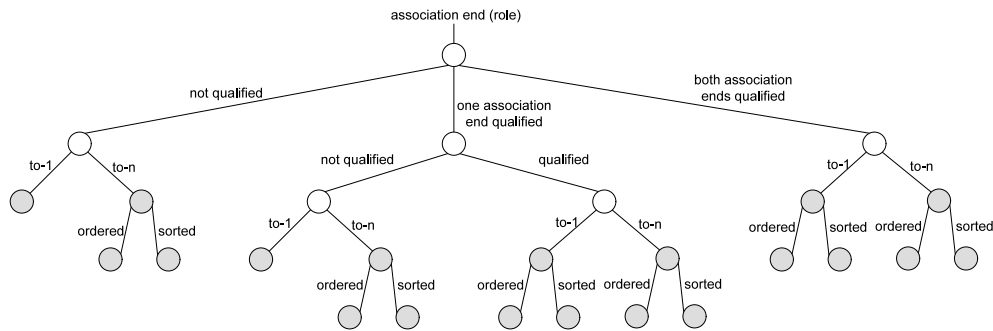 association end (role)
not qualified
both association
ends qualified
one association
end qualified
to-1
to-n
not qualified
qualified
to-1
to-n
ordered
sorted
to-1
to-n
to-1
to-n
ordered
sorted
ordered
sorted
ordered
sorted
ordered
sorted
ordered
sorted